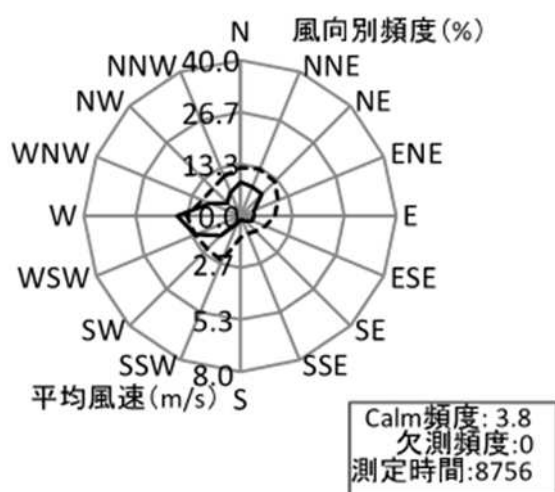 風向別頻度(%)
N
NNE
NE
ENE
E
ESE
SE
SSE
S
SSW
SW
WSW
W
WNW
NW
NNW
40.0
26.7
13.3
0.0
2.7
5.3
8.0
平均風速(m/s)
Calm頻度: 3.8
欠測頻度:0
測定時間:8756